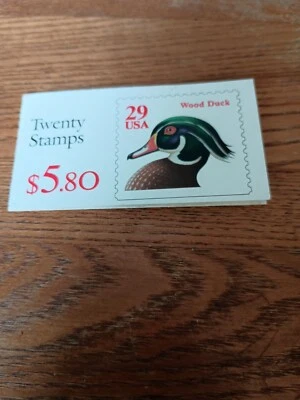 Twenty
Stamps
$5.80
29
USA
Wood Duck